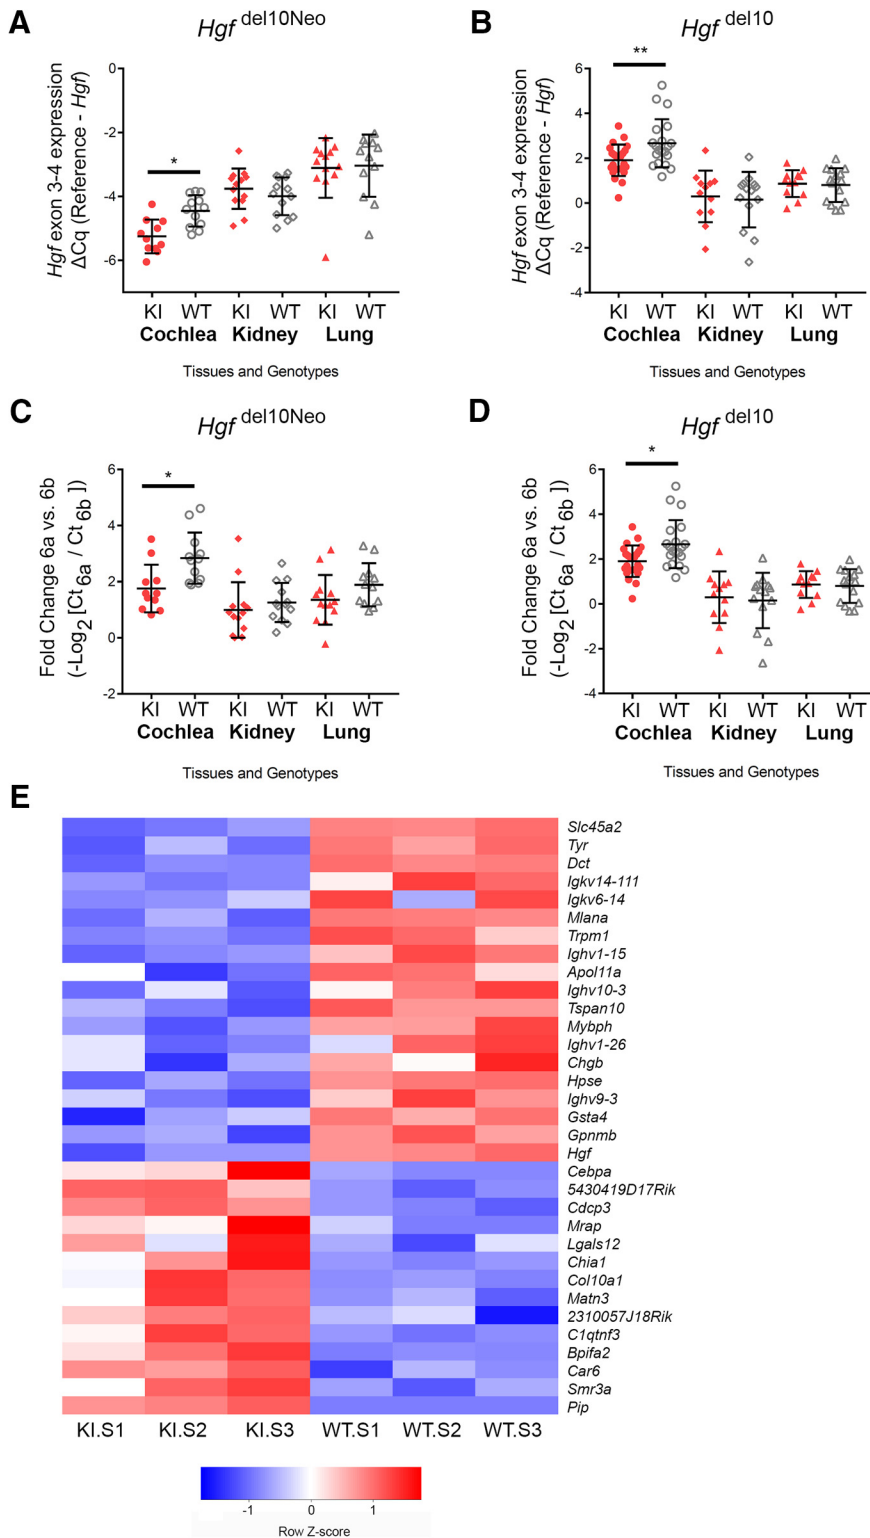 A
Hgf del10Neo
Hgf exon 3-4 expression
ΔCq (Reference - Hgf)
0
-2
-4
-6
*
KI WT KI WT KI WT
Cochlea Kidney Lung
Tissues and Genotypes
B
Hgf del10
Hgf exon 3-4 expression
ΔCq (Reference - Hgf)
6
4
2
0
-2
-4
**
KI WT KI WT KI WT
Cochlea Kidney Lung
Tissues and Genotypes
C
Hgf del10Neo
Fold Change 6a vs. 6b
(-Log2 [Ct6a / Ct6b ])
6
4
2
0
-2
*
KI WT KI WT KI WT
Cochlea Kidney Lung
Tissues and Genotypes
D
Hgf del10
Fold Change 6a vs. 6b
(-Log2 [Ct6a / Ct6b ])
6
4
2
0
-2
-4
*
KI WT KI WT KI WT
Cochlea Kidney Lung
Tissues and Genotypes
E
Slc45a2
Tyr
Dct
Igkv14-111
Igkv6-14
Mlana
Trpm1
Ighv1-15
Apol11a
Ighv10-3
Tspan10
Mybph
Ighv1-26
Chgb
Hpse
Ighv9-3
Gsta4
Gpnmb
Hgf
Cebpa
5430419D17Rik
Cdcp3
Mrap
Lgals12
Chia1
Col10a1
Matn3
2310057J18Rik
C1qtnf3
Bpifa2
Car6
Smr3a
Pip
KI.S1 KI.S2 KI.S3 WT.S1 WT.S2 WT.S3
-1 0 1
Row Z-score